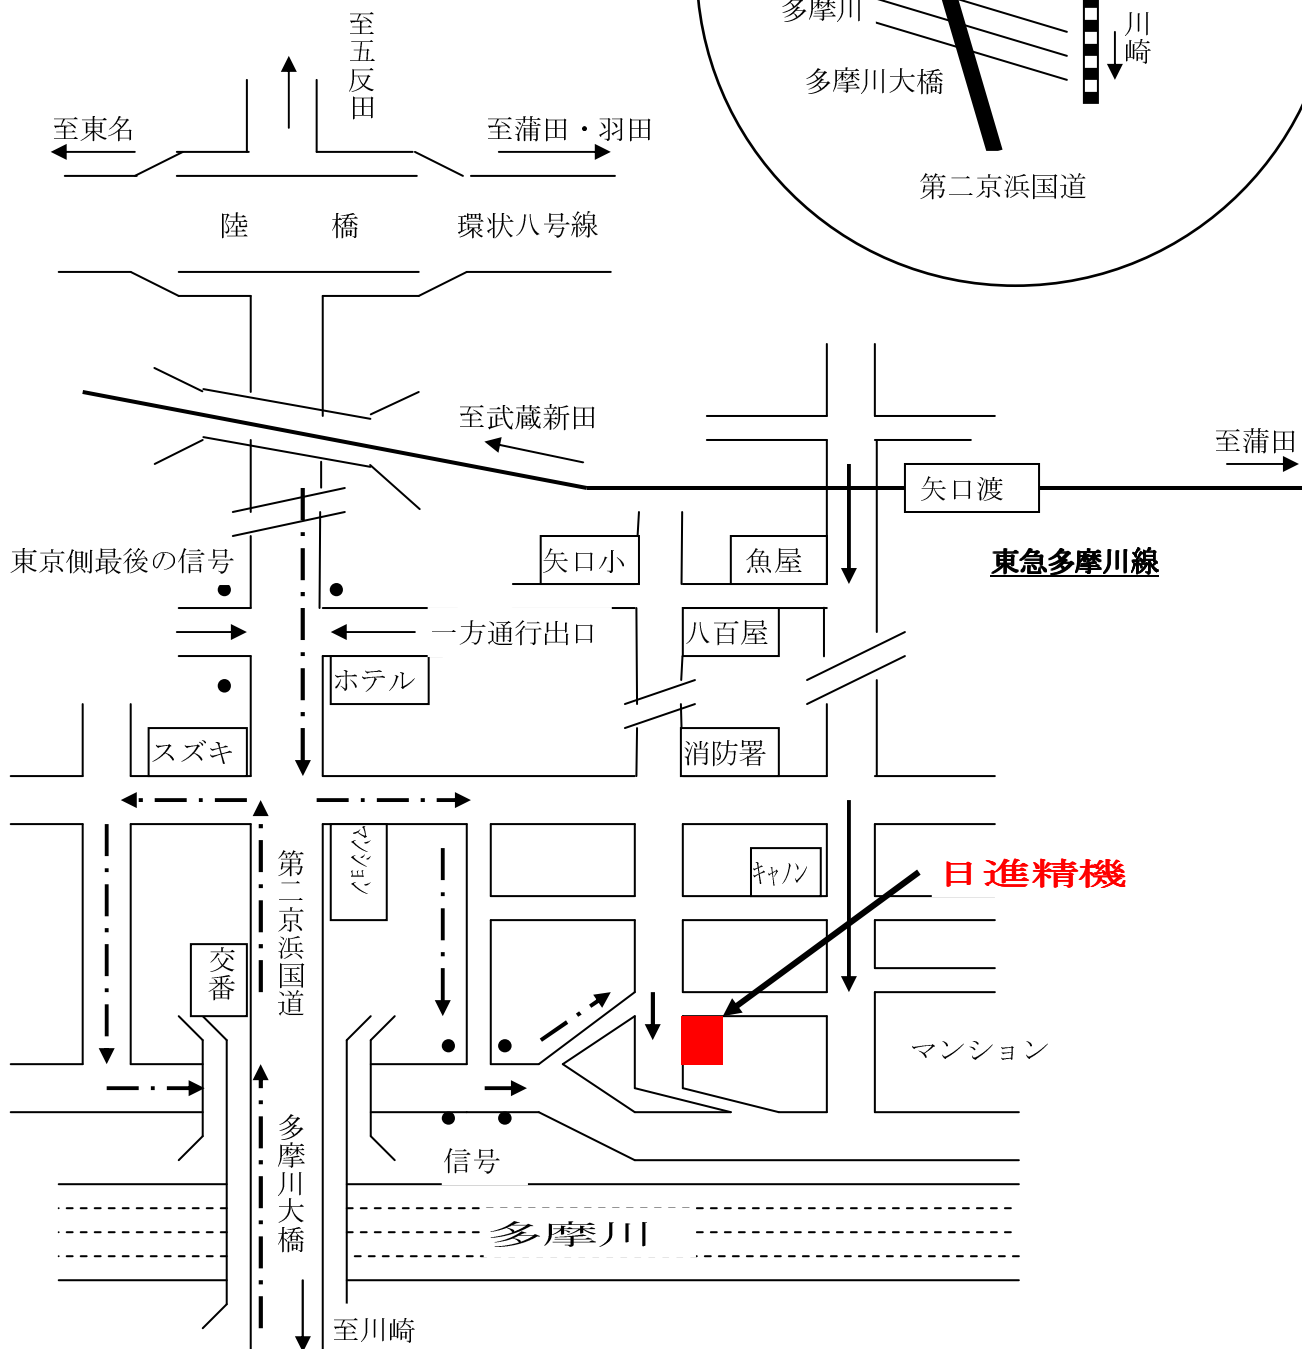 多摩川
川崎
多摩川大橋
第二京浜国道
至五反田
至東名
至蒲田・羽田
陸　橋
環状八号線
至武蔵新田
至蒲田
矢口渡
東急多摩川線
東京側最後の信号
矢口小
魚屋
一方通行出口
八百屋
ホテル
スズキ
消防署
マンション
第二京浜国道
キャノン
日進精機
交番
マンション
多摩川大橋
信号
多摩川
至川崎